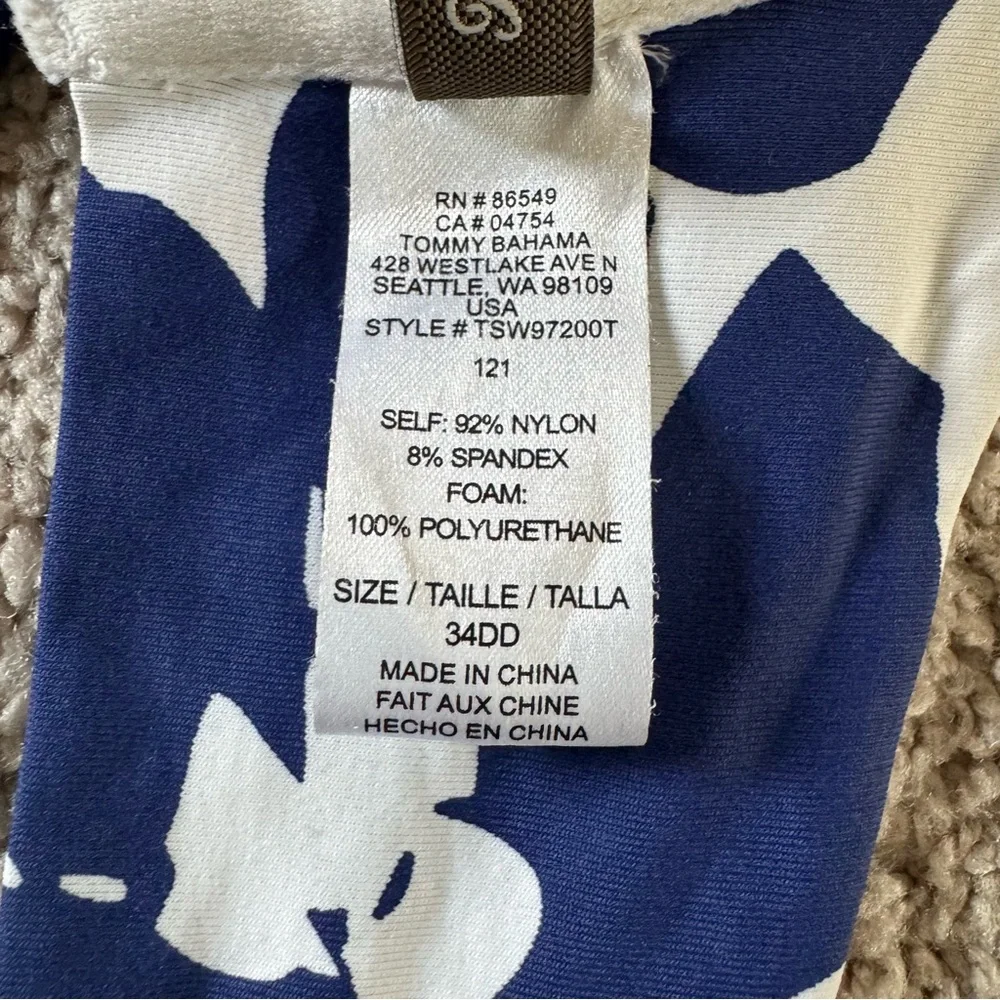 RN # 86549
CA # 04754
TOMMY BAHAMA
428 WESTLAKE AVE N
SEATTLE, WA 98109
USA
STYLE # TSW97200T
121
SELF: 92% NYLON
8% SPANDEX
FOAM:
100% POLYURETHANE
SIZE / TAILLE / TALLA
34DD
MADE IN CHINA
FAIT AUX CHINE
HECHO EN CHINA